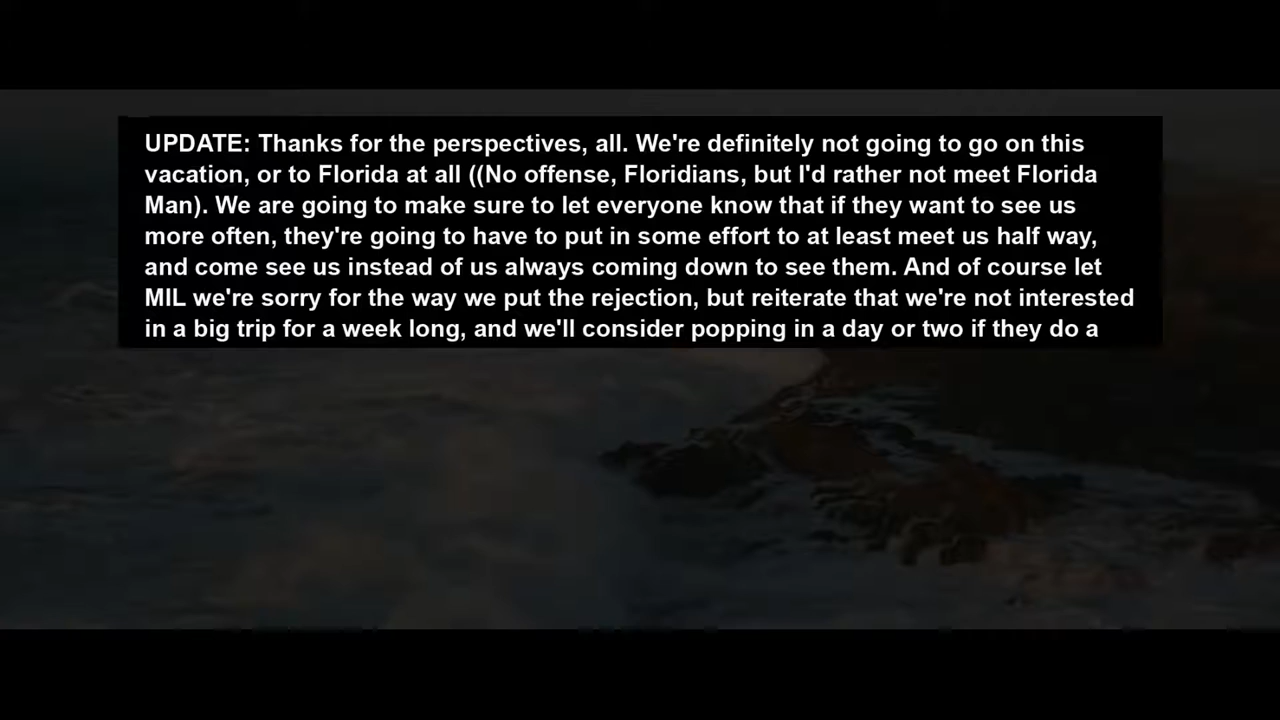 UPDATE: Thanks for the perspectives, all. We're definitely not going to go on this
vacation, or to Florida at all ((No offense, Floridians, but I'd rather not meet Florida
Man). We are going to make sure to let everyone know that if they want to see us
more often, they're going to have to put in some effort to at least meet us half way,
and come see us instead of us always coming down to see them. And of course let
MIL we're sorry for the way we put the rejection, but reiterate that we're not interested
in a big trip for a week long, and we'll consider popping in a day or two if they do a